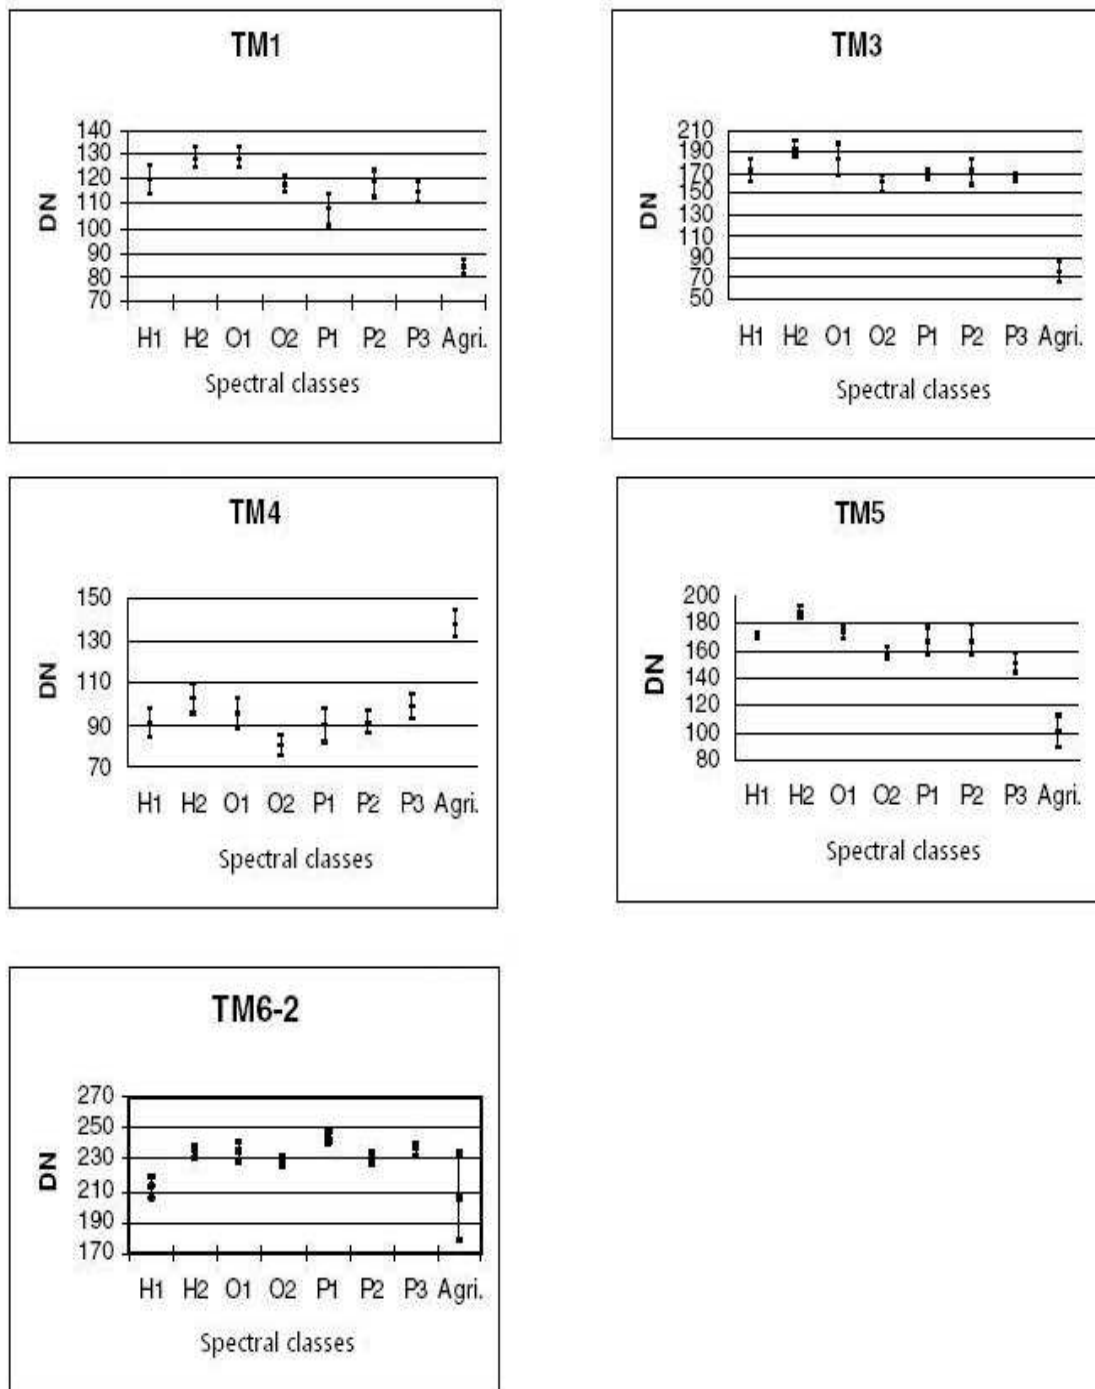 TM1
140
130
120
110
100
90
80
70
DN
H1 H2 O1 O2 P1 P2 P3 Agri.
Spectral classes
TM3
210
190
170
150
130
110
90
70
50
DN
H1 H2 O1 O2 P1 P2 P3 Agri.
Spectral classes
TM4
150
130
110
90
70
DN
H1 H2 O1 O2 P1 P2 P3 Agri.
Spectral classes
TM5
200
180
160
140
120
100
80
DN
H1 H2 O1 O2 P1 P2 P3 Agri.
Spectral classes
TM6-2
270
250
230
210
190
170
DN
H1 H2 O1 O2 P1 P2 P3 Agri.
Spectral classes